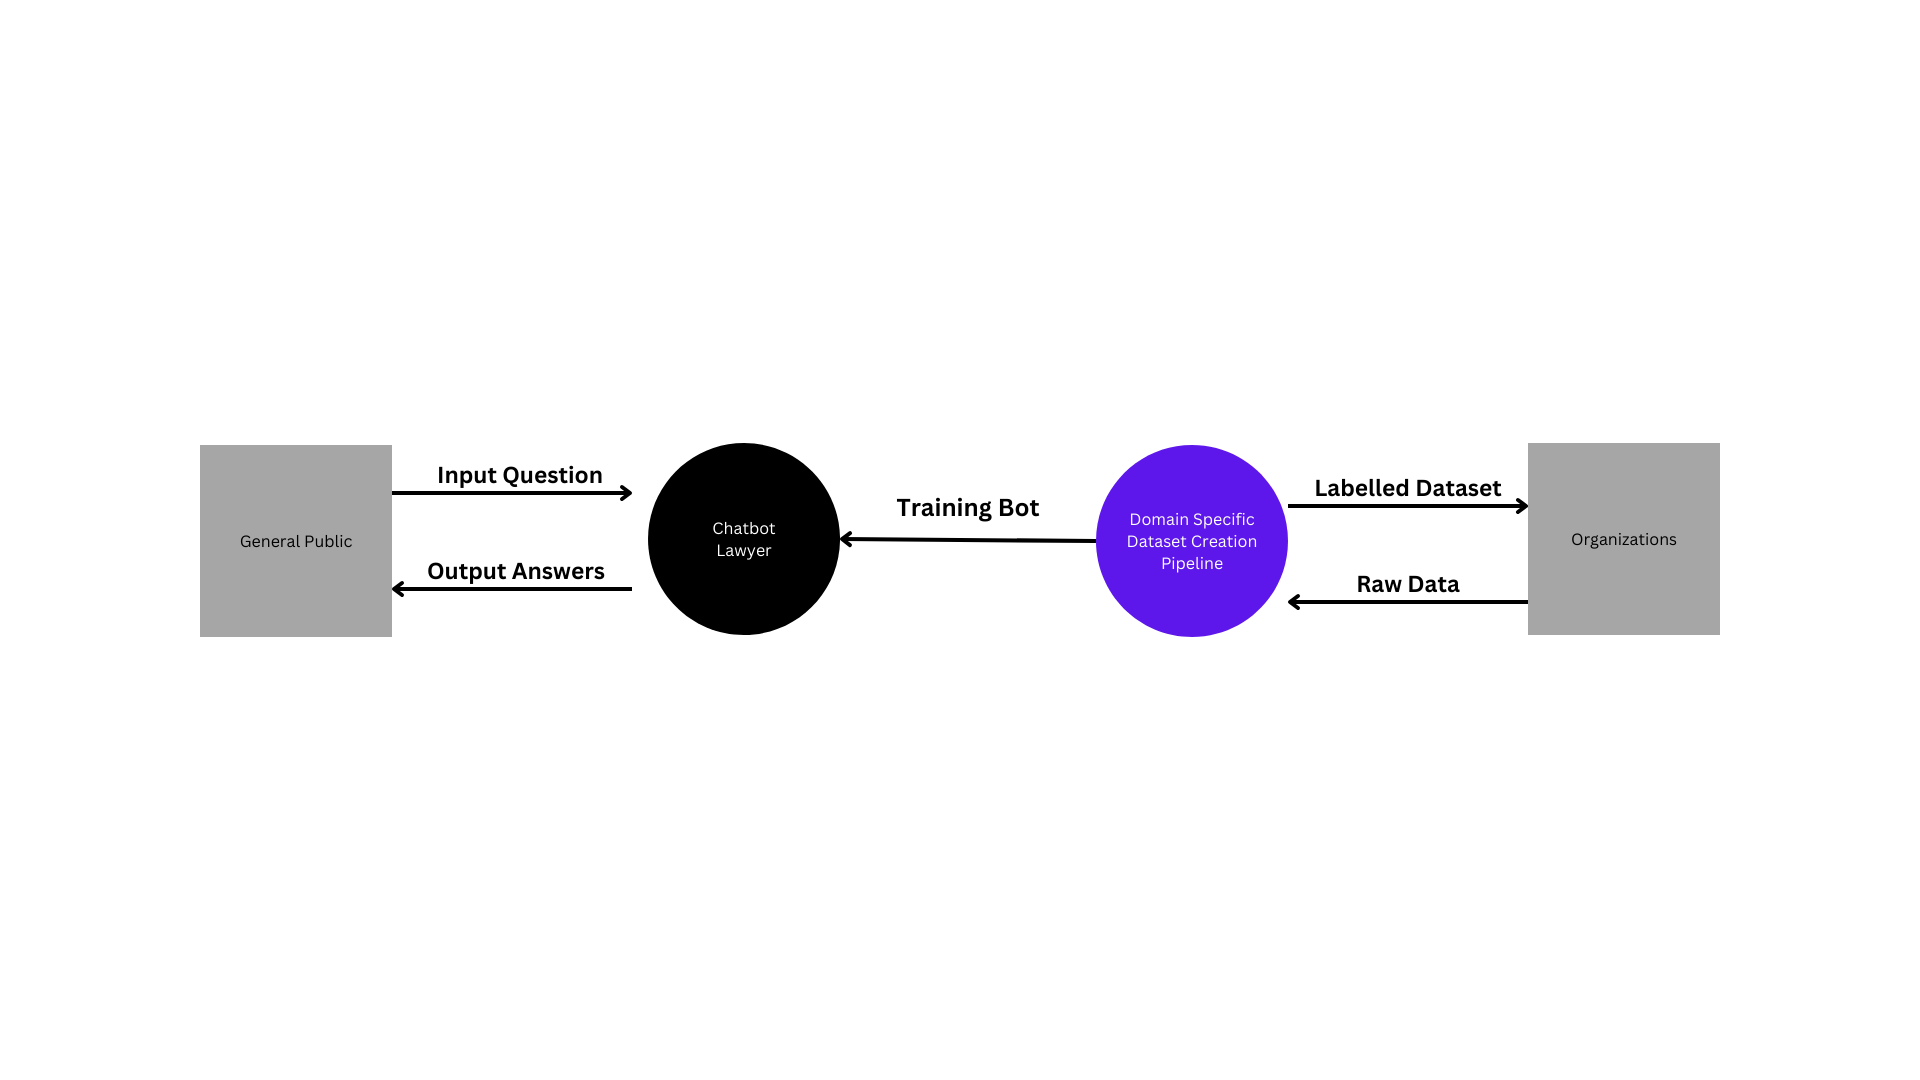 General Public
Input Question
Output Answers
Chatbot
Lawyer
Training Bot
Domain Specific
Dataset Creation
Pipeline
Labelled Dataset
Raw Data
Organizations